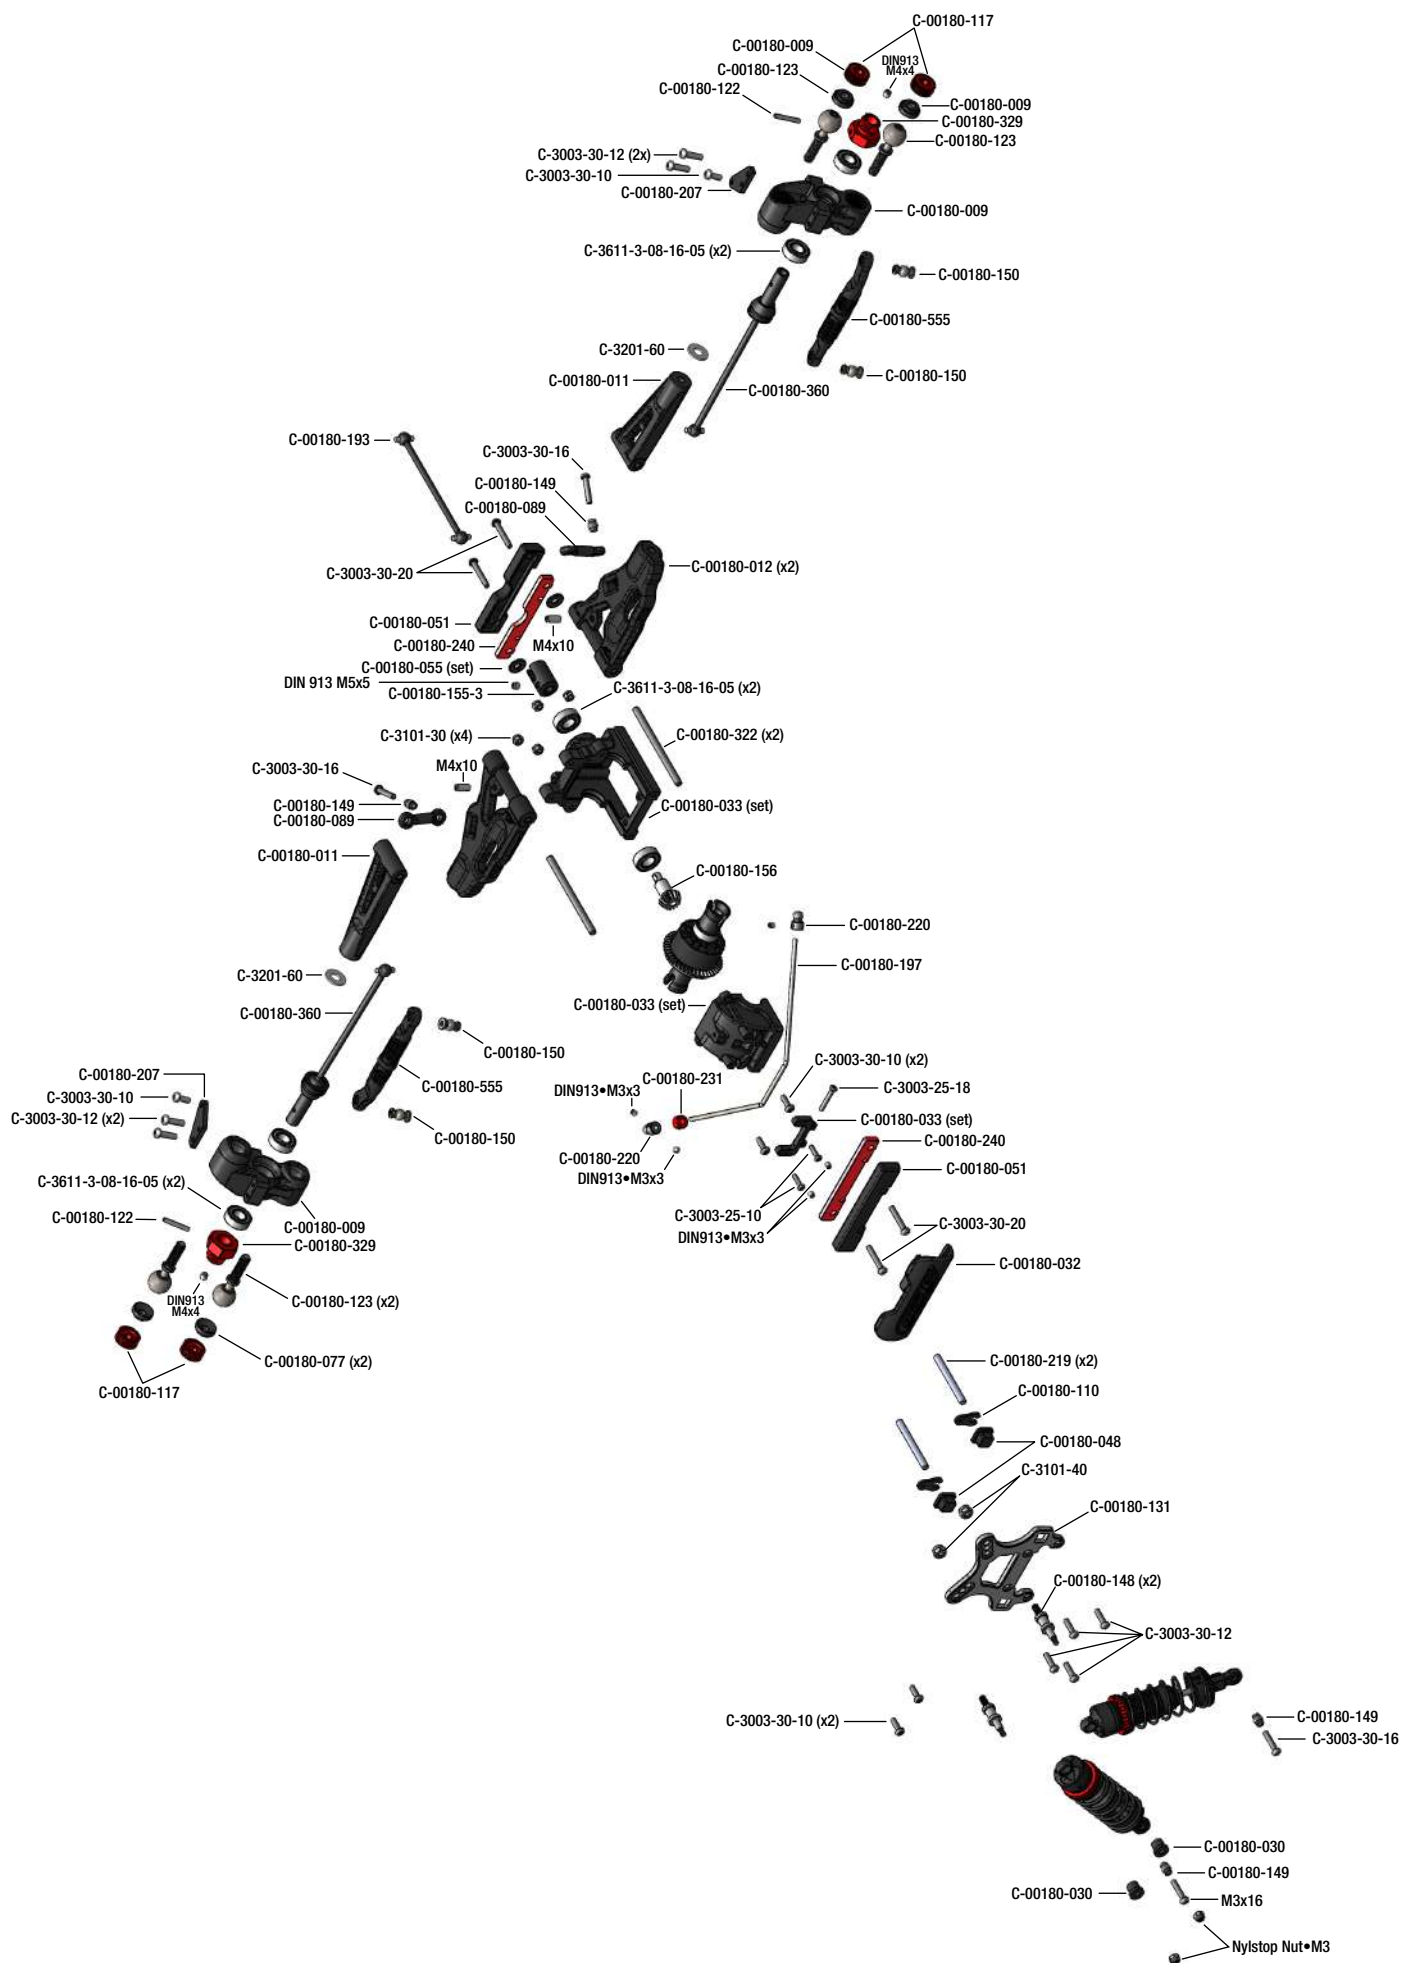 C-00180-117
C-00180-009
DIN913
M4x4
C-00180-123
C-00180-122
C-00180-009
C-00180-329
C-00180-123
C-3003-30-12 (2x)
C-3003-30-10
C-00180-207
C-00180-009
C-3611-3-08-16-05 (x2)
C-00180-150
C-00180-555
C-3201-60
C-00180-011
C-00180-150
C-00180-360
C-00180-193
C-3003-30-16
C-00180-149
C-00180-089
C-3003-30-20
C-00180-012 (x2)
C-00180-051
C-00180-240
M4x10
C-00180-055 (set)
DIN 913 M5x5
C-00180-155-3
C-3611-3-08-16-05 (x2)
C-3101-30 (x4)
C-00180-322 (x2)
M4x10
C-3003-30-16
C-00180-149
C-00180-089
C-00180-033 (set)
C-00180-011
C-00180-156
C-00180-220
C-00180-197
C-3201-60
C-00180-033 (set)
C-00180-360
C-00180-150
C-00180-207
C-00180-555
C-3003-30-10
C-3003-30-12 (x2)
C-00180-150
C-3003-30-10 (x2)
C-00180-231
C-3003-25-18
DIN913•M3x3
C-00180-033 (set)
C-00180-240
C-00180-220
C-00180-051
DIN913•M3x3
C-3611-3-08-16-05 (x2)
C-00180-122
C-00180-009
C-00180-329
C-3003-25-10
C-3003-30-20
DIN913•M3x3
C-00180-032
DIN913
M4x4
C-00180-123 (x2)
C-00180-077 (x2)
C-00180-117
C-00180-219 (x2)
C-00180-110
C-00180-048
C-3101-40
C-00180-131
C-00180-148 (x2)
C-3003-30-12
C-3003-30-10 (x2)
C-00180-149
C-3003-30-16
C-00180-030
C-00180-149
C-00180-030
M3x16
Nylstop Nut•M3